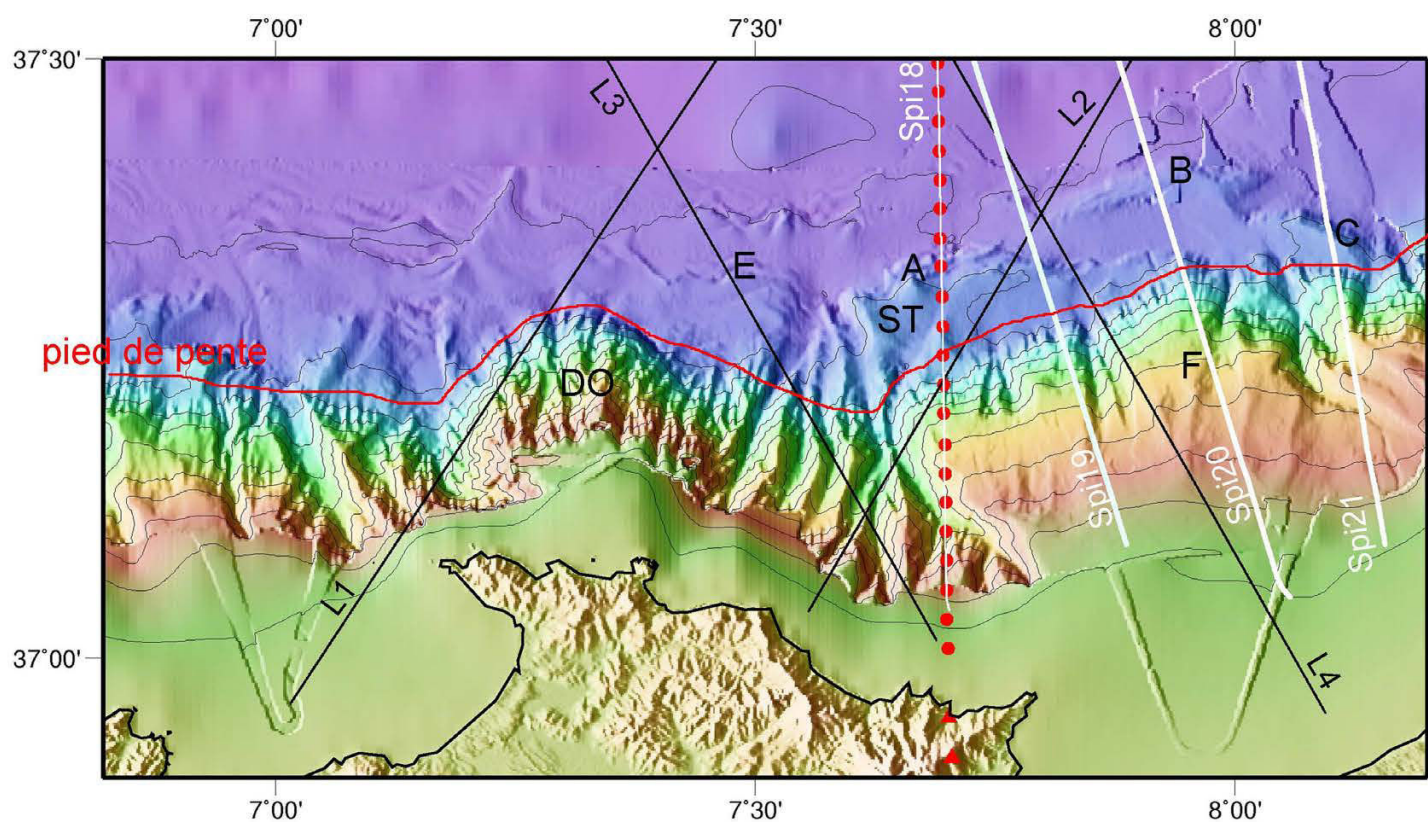 7°00' 7°30' 8°00'
37°30'
L3
Spi18
L2
B
C
E
A
ST
pied de pente
DO
F
Spi19
Spi20
Spi21
L1
37°00'
L4
7°00' 7°30' 8°00'